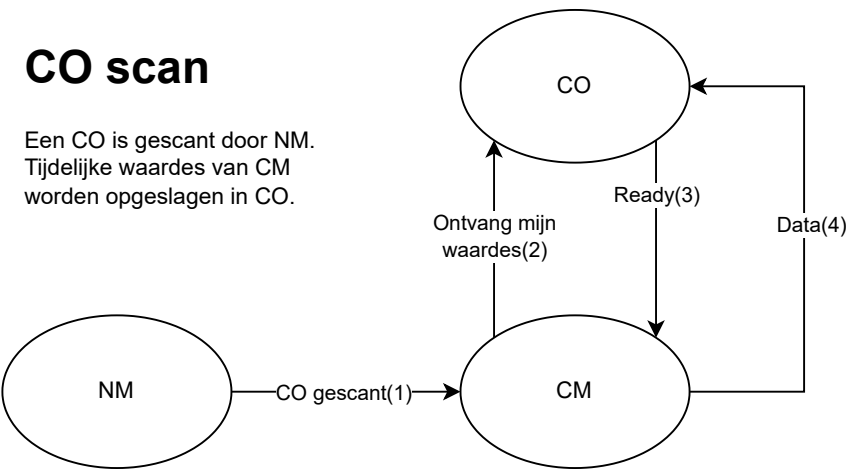 CO scan
Een CO is gescant door NM.
Tijdelijke waardes van CM
worden opgeslagen in CO.
CO
Ready(3)
Ontvang mijn
waardes(2)
Data(4)
NM
CO gescant(1)
CM